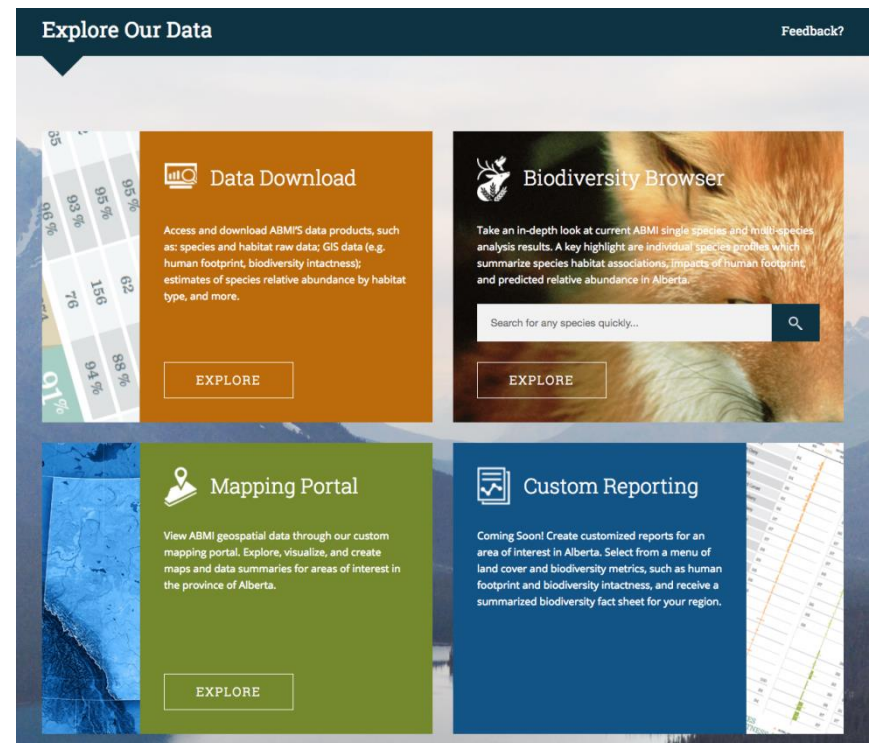 Explore Our Data
Feedback?
Data Download
Access and download ABMI'S data products, such
as: species and habitat raw data; GIS data (e.g.
human footprint, biodiversity intactness);
estimates of species relative abundance by habitat
type, and more.
EXPLORE
Biodiversity Browser
Take an in-depth look at current ABMI single species and multi-species
analysis results. A key highlight are individual species profiles which
summarize species habitat associations, impacts of human footprint,
and predicted relative abundance in Alberta.
Search for any species quickly...
EXPLORE
95 %
95 %
93 %
96 %
62
156
76
88 %
94 %
91%
Mapping Portal
View ABMI geospatial data through our custom
mapping portal. Explore, visualize, and create
maps and data summaries for areas of interest in
the province of Alberta.
EXPLORE
Custom Reporting
Coming Soon! Create customized reports for an
area of interest in Alberta. Select from a menu of
land cover and biodiversity metrics, such as human
footprint and biodiversity intactness, and receive a
summarized biodiversity fact sheet for your region.